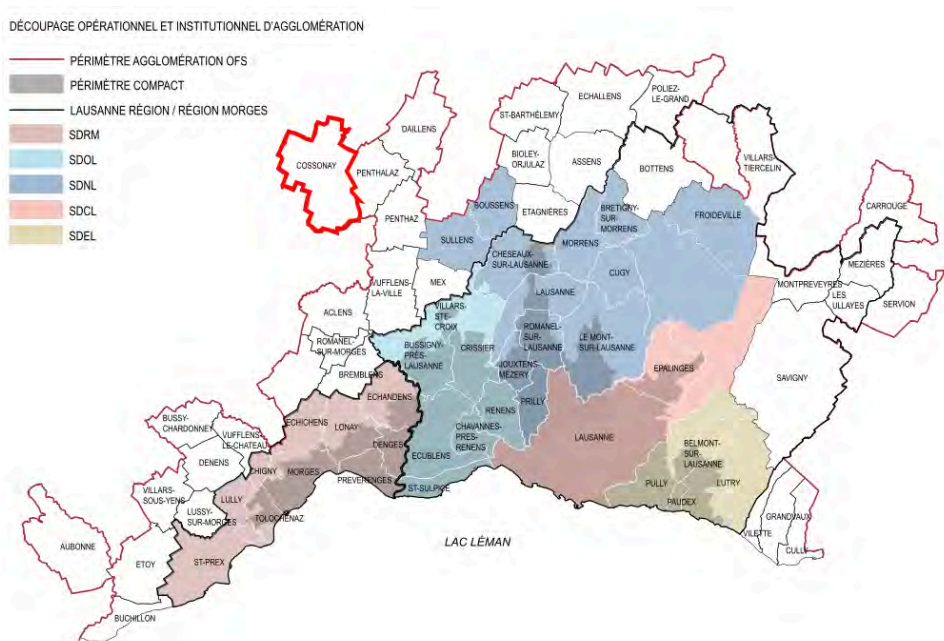 DÉCOUPAGE OPÉRATIONNEL ET INSTITUTIONNEL D'AGGLOMÉRATION
PÉRIMÈTRE AGGLOMÉRATION OFS
PÉRIMÈTRE COMPACT
LAUSANNE RÉGION / RÉGION MORGES
SDRM
SDOL
SDNL
SDCL
SDEL
POLIEZ-
LE-GRAND
ECHALLENS
ST-BARTHÉLEMY
DAILLENS
COSSONAY
PENTHALAZ
BIOLEY-
ORJULAZ
ASSENS
BOTTENS
VILLARS-
TIERCELIN
CARROUGE
PENTHAZ
BOUSSENS
ETAGNIÈRES
BRETIGNY-
SUR-
MORRENS
FROIDEVILLE
SULLENS
MORRENS
CHESEAUX-
SUR-LAUSANNE
CUGY
MEZIÈRES
MONTPREVEYRES
LES
ULLAYES
SERVION
VUFFLENS-
LA-VILLE
MEX
LAUSANNE
VILLARS-
STE-
CROIX
ACLENS
ROMANEL-
SUR-MORGES
BUSSIGNY-
PRÈS-
LAUSANNE
CRISSIER
ROMANEL-
SUR-
LAUSANNE
LE MONT-
SUR-LAUSANNE
JOUXTENS-
MÉZERY
EPALINGES
SAVIGNY
BREMBLENS
ECHANDENS
PRILLY
RENENS
BUSSY-
CHARDONNEY
ECHICHENS
LONAY
CHAVANNES-
PRES-
RENENS
LAUSANNE
VUFFLENS-
LE-CHATEAU
DENGES
BELMONT-
SUR-
LAUSANNE
DENENS
CHIGNY
MORGES
ECUBLENS
PULLY
LUTRY
VILLARS-
SOUS-YENS
LULLY
PREVERENGES
ST-SULPICE
PAUDEX
LUSSY-
SUR-MORGES
TOLOCHENAZ
GRANDVAUX
VILETTE
CULLY
LAC LÉMAN
AUBONNE
ETOY
ST-PREX
BUCHILLON